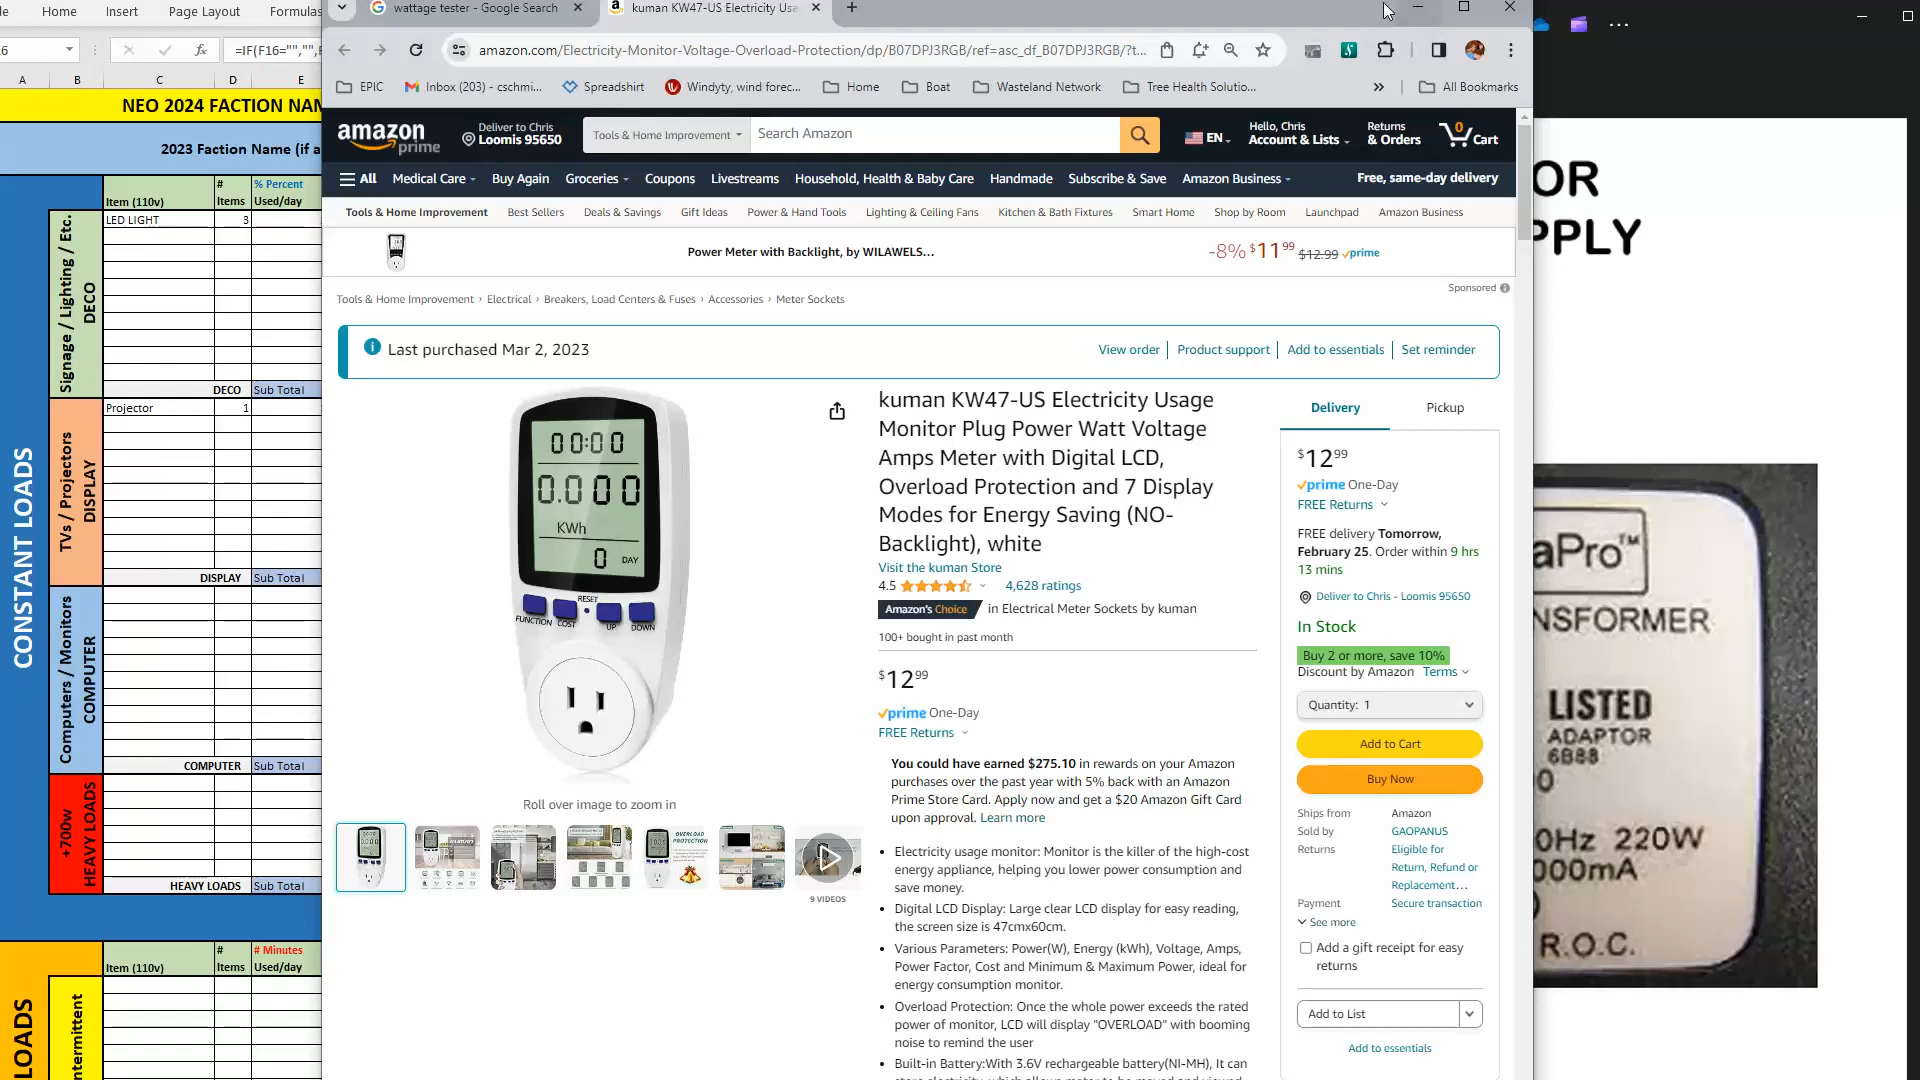 Home
Insert
Page Layout
Formulas
=IF(F16="","",
A
B
C
D
E
NEO 2024 FACTION NAM
2023 Faction Name (if a
CONSTANT LOADS
Signage / Lighting / Etc.
DECO
Item (110v)
# Items
% Percent Used/day
LED LIGHT 3
DECO Sub Total
TVs / Projectors
DISPLAY
Projector 1
DISPLAY Sub Total
Computers / Monitors
COMPUTER
COMPUTER Sub Total
+700w
HEAVY LOADS
HEAVY LOADS Sub Total
LOADS
ntermittent
Item (110v)
# Items
# Minutes Used/day
wattage tester - Google Search
kuman KW47-US Electricity Usa
amazon.com/Electricity-Monitor-Voltage-Overload-Protection/dp/B07DPJ3RGB/ref=asc_df_B07DPJ3RGB/?t...
EPIC
Inbox (203) - cschmi...
Spreadshirt
Windyty, wind forec...
Home
Boat
Wasteland Network
Tree Health Solutio...
All Bookmarks
amazon prime
Deliver to Chris
Loomis 95650
Tools & Home Improvement
Search Amazon
EN
Hello, Chris
Account & Lists
Returns
& Orders
0
Cart
All
Medical Care
Buy Again
Groceries
Coupons
Livestreams
Household, Health & Baby Care
Handmade
Subscribe & Save
Amazon Business
Free, same-day delivery
Tools & Home Improvement
Best Sellers
Deals & Savings
Gift Ideas
Power & Hand Tools
Lighting & Ceiling Fans
Kitchen & Bath Fixtures
Smart Home
Shop by Room
Launchpad
Amazon Business
Power Meter with Backlight, by WILAWELS...
-8% $11 99 $12.99 prime
Sponsored
Tools & Home Improvement › Electrical › Breakers, Load Centers & Fuses › Accessories › Meter Sockets
Last purchased Mar 2, 2023
View order
Product support
Add to essentials
Set reminder
00:00
0.000
KWh
0 DAY
RESET
FUNCTION
COST
UP
DOWN
Roll over image to zoom in
OVERLOAD
PROTECTION
9 VIDEOS
kuman KW47-US Electricity Usage
Monitor Plug Power Watt Voltage
Amps Meter with Digital LCD,
Overload Protection and 7 Display
Modes for Energy Saving (NO-
Backlight), white
Visit the kuman Store
4.5
4,628 ratings
Amazon's Choice in Electrical Meter Sockets by kuman
100+ bought in past month
$12 99
prime One-Day
FREE Returns
You could have earned $275.10 in rewards on your Amazon
purchases over the past year with 5% back with an Amazon
Prime Store Card. Apply now and get a $20 Amazon Gift Card
upon approval. Learn more
• Electricity usage monitor: Monitor is the killer of the high-cost
energy appliance, helping you lower power consumption and
save money.
• Digital LCD Display: Large clear LCD display for easy reading,
the screen size is 47cmx60cm.
• Various Parameters: Power(W), Energy (kWh), Voltage, Amps,
Power Factor, Cost and Minimum & Maximum Power, ideal for
energy consumption monitor.
• Overload Protection: Once the whole power exceeds the rated
power of monitor, LCD will display "OVERLOAD" with booming
noise to remind the user
• Built-in Battery:With 3.6V rechargeable battery(NI-MH), It can
Delivery
Pickup
$12 99
prime One-Day
FREE Returns
FREE delivery Tomorrow,
February 25. Order within 9 hrs
13 mins
Deliver to Chris - Loomis 95650
In Stock
Buy 2 or more, save 10%
Discount by Amazon Terms
Quantity: 1
Add to Cart
Buy Now
Ships from Amazon
Sold by GAOPANUS
Returns Eligible for
Return, Refund or
Replacement...
Payment Secure transaction
See more
Add a gift receipt for easy
returns
Add to List
Add to essentials
OR
PPLY
aPro™
NSFORMER
LISTED
ADAPTOR
6B88
0Hz 220W
000mA
R.O.C.